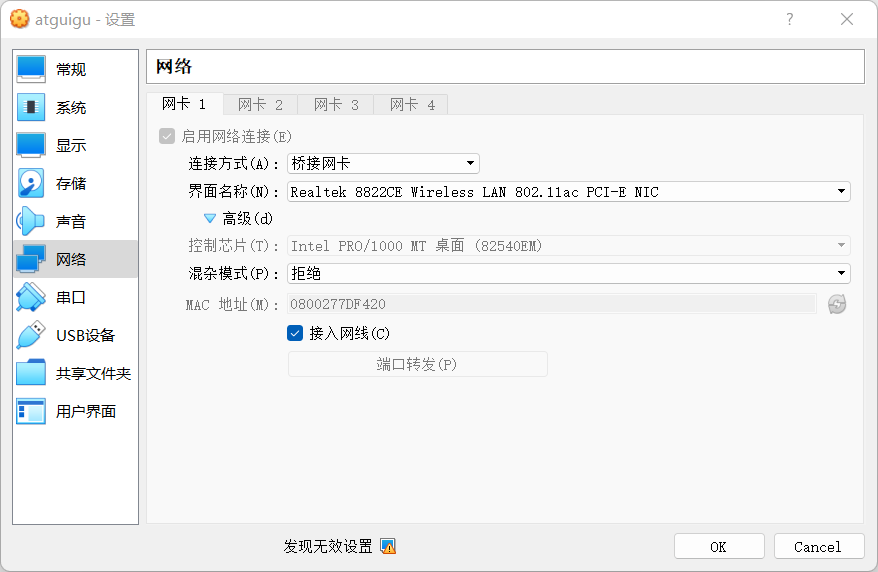 atguigu - 设置
?
常规
系统
显示
存储
声音
网络
串口
USB设备
共享文件夹
用户界面
网络
网卡 1 网卡 2 网卡 3 网卡 4
启用网络连接(E)
连接方式(A): 桥接网卡
界面名称(N): Realtek 8822CE Wireless LAN 802.11ac PCI-E NIC
高级(d)
控制芯片(T): Intel PRO/1000 MT 桌面 (82540EM)
混杂模式(P): 拒绝
MAC 地址(M): 0800277DF420
接入网线(C)
端口转发(P)
发现无效设置
OK Cancel